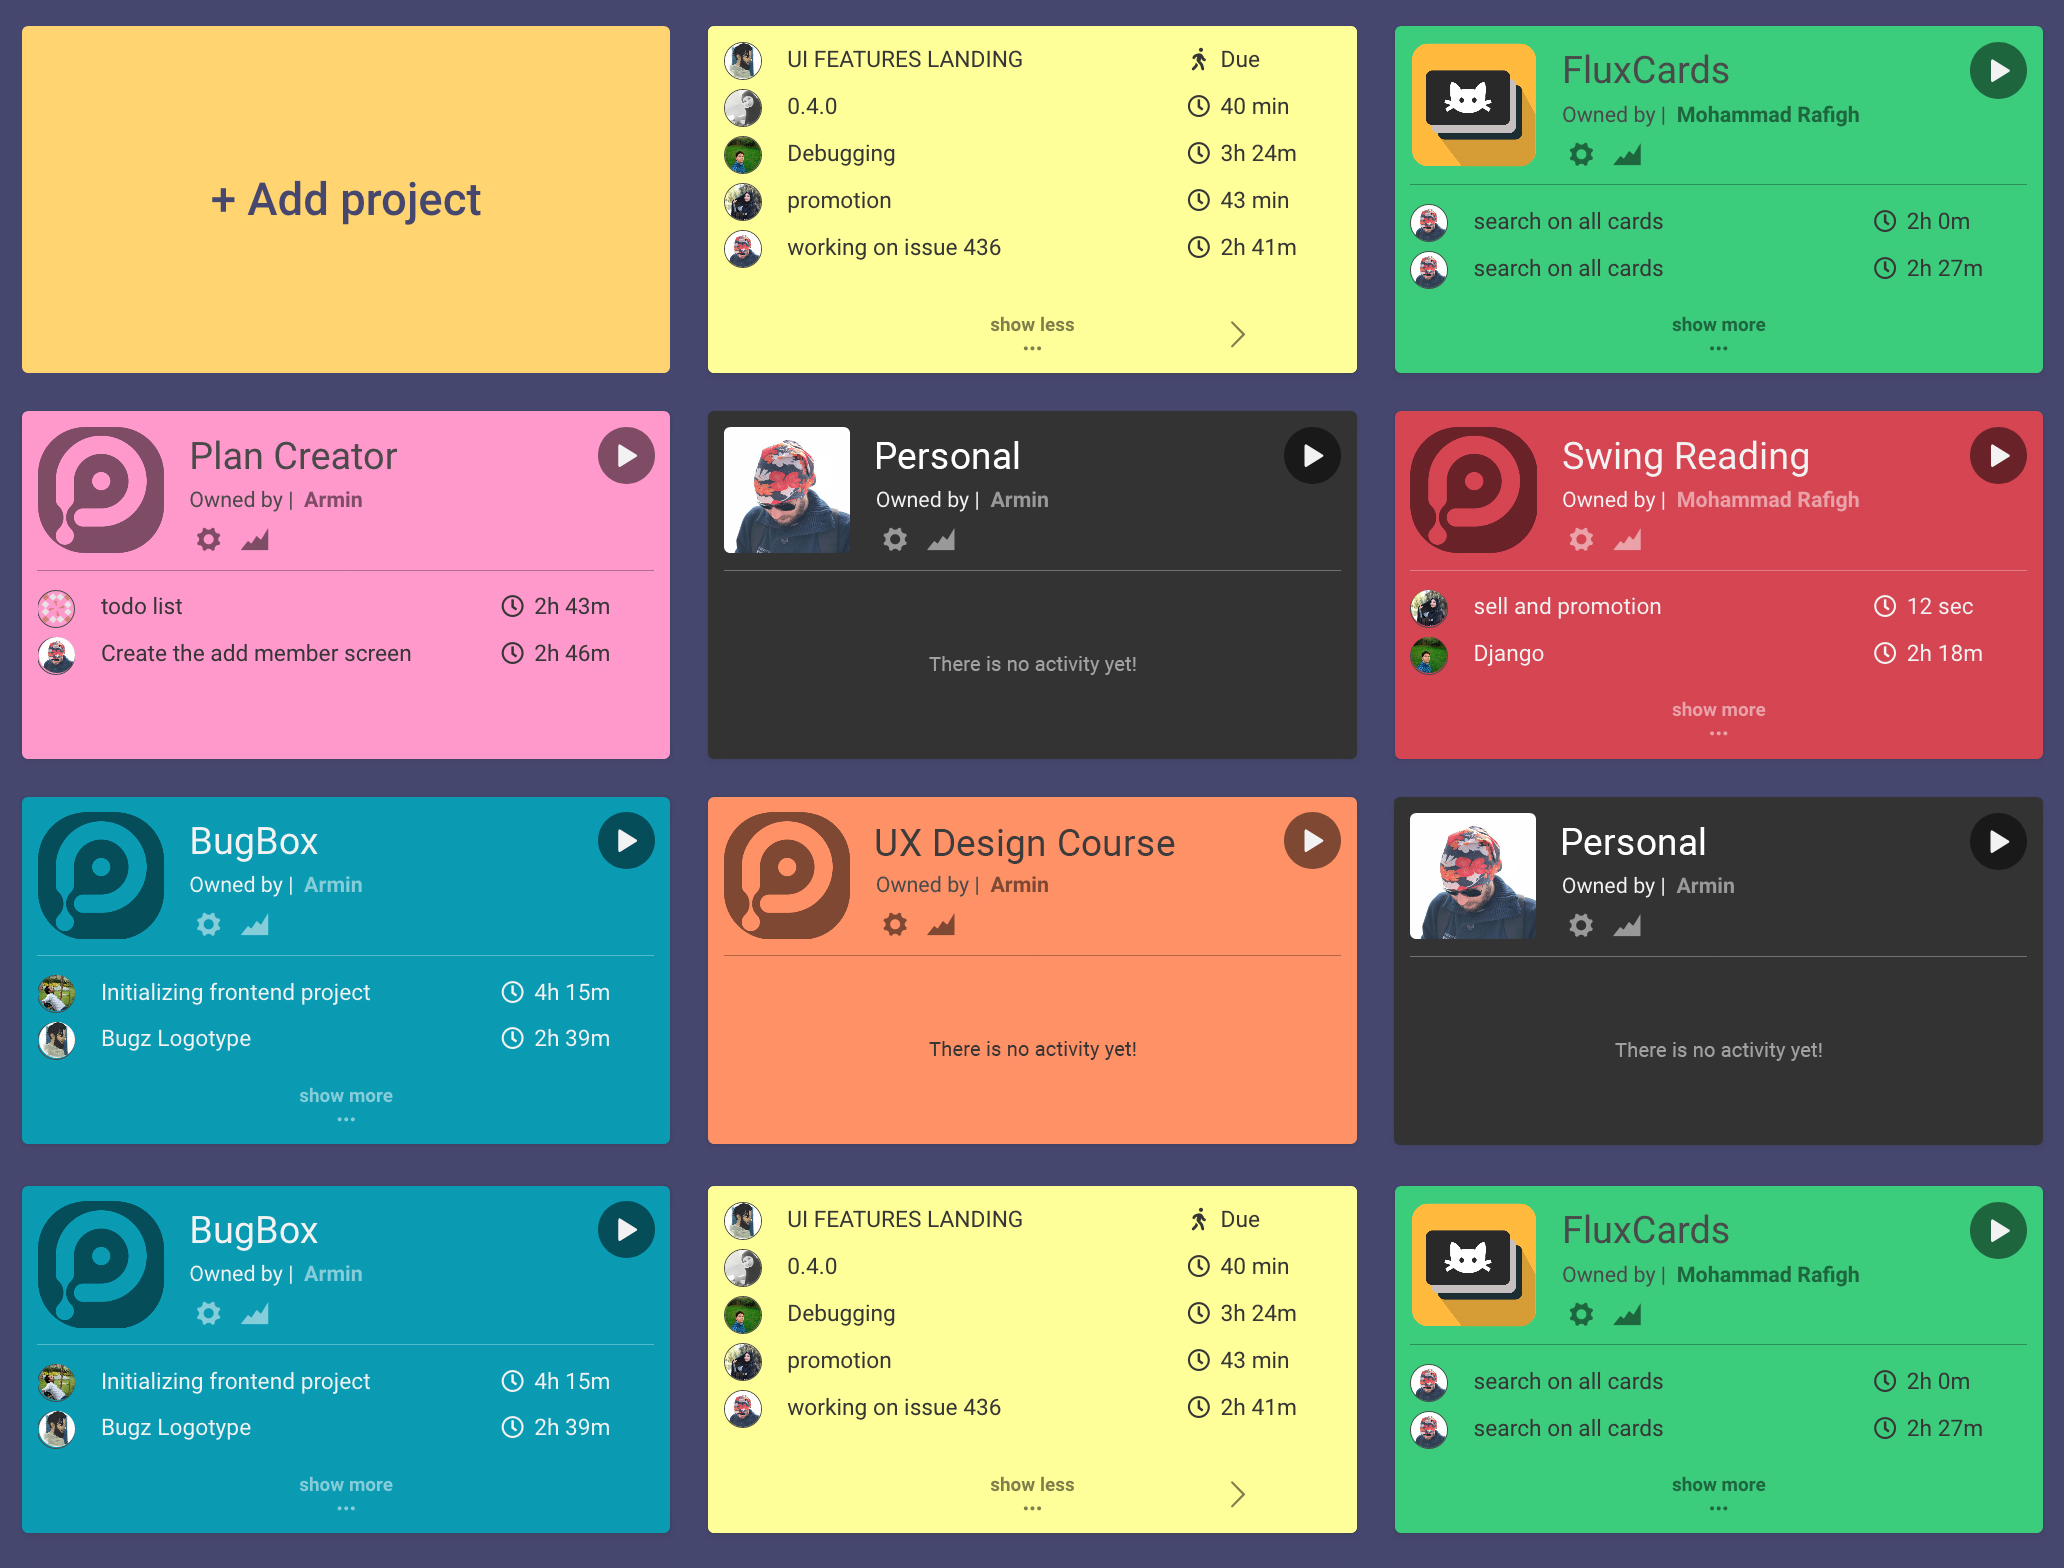 + Add project
UI FEATURES LANDING Due
0.4.0 40 min
Debugging 3h 24m
promotion 43 min
working on issue 436 2h 41m
show less
...
FluxCards
Owned by | Mohammad Rafigh
search on all cards 2h 0m
search on all cards 2h 27m
show more
...
Plan Creator
Owned by | Armin
todo list 2h 43m
Create the add member screen 2h 46m
Personal
Owned by | Armin
There is no activity yet!
Swing Reading
Owned by | Mohammad Rafigh
sell and promotion 12 sec
Django 2h 18m
show more
...
BugBox
Owned by | Armin
Initializing frontend project 4h 15m
Bugz Logotype 2h 39m
show more
...
UX Design Course
Owned by | Armin
There is no activity yet!
Personal
Owned by | Armin
There is no activity yet!
BugBox
Owned by | Armin
Initializing frontend project 4h 15m
Bugz Logotype 2h 39m
show more
...
UI FEATURES LANDING Due
0.4.0 40 min
Debugging 3h 24m
promotion 43 min
working on issue 436 2h 41m
show less
...
FluxCards
Owned by | Mohammad Rafigh
search on all cards 2h 0m
search on all cards 2h 27m
show more
...